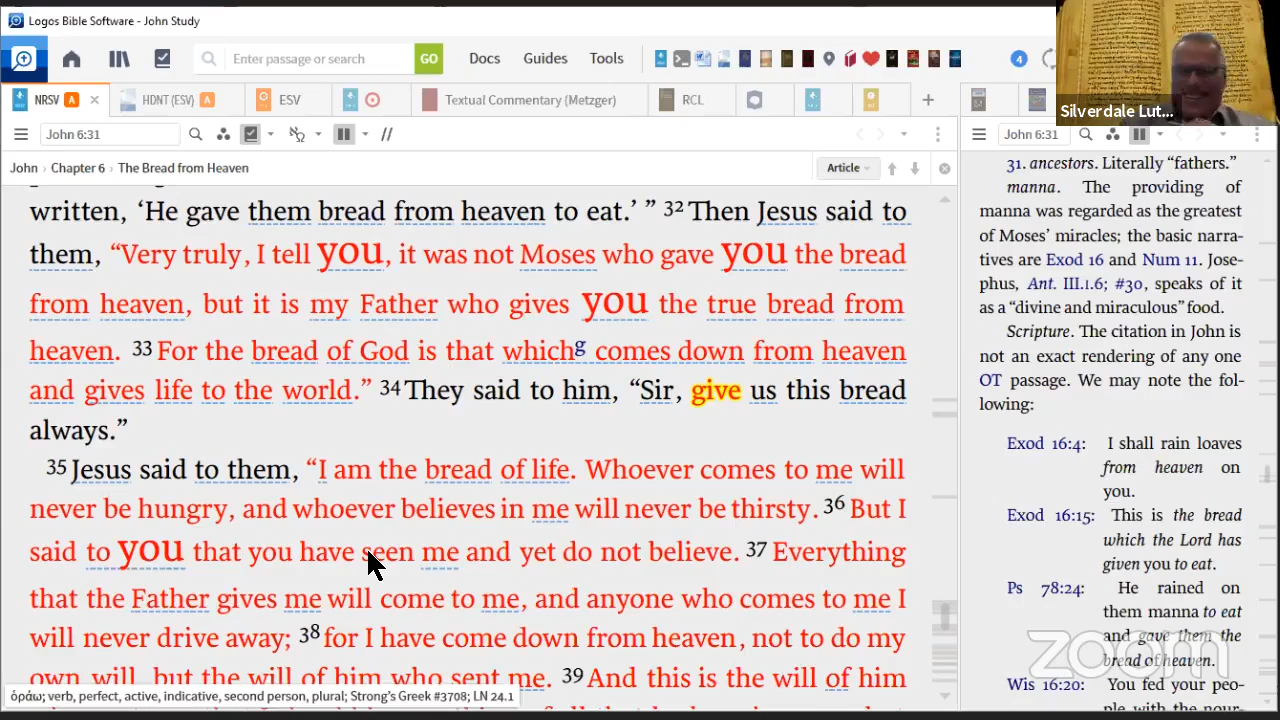 Logos Bible Software - John Study
Enter passage or search
GO
Docs
Guides
Tools
4
NRSV A
HDNT (ESV) A
ESV
Textual Commentary (Metzger)
RCL
Silverdale Lut...
John 6:31
John › Chapter 6 › The Bread from Heaven
Article
written, ‘He gave them bread from heaven to eat.’ ” 32 Then Jesus said to
them, “Very truly, I tell you, it was not Moses who gave you the bread
from heaven, but it is my Father who gives you the true bread from
heaven. 33 For the bread of God is that which g comes down from heaven
and gives life to the world.” 34 They said to him, “Sir, give us this bread
always.”
35 Jesus said to them, “I am the bread of life. Whoever comes to me will
never be hungry, and whoever believes in me will never be thirsty. 36 But I
said to you that you have seen me and yet do not believe. 37 Everything
that the Father gives me will come to me, and anyone who comes to me I
will never drive away; 38 for I have come down from heaven, not to do my
own will, but the will of him who sent me. 39 And this is the will of him
ὁράω; verb, perfect, active, indicative, second person, plural; Strong's Greek #3708; LN 24.1
John 6:31
31. ancestors. Literally “fathers.”
manna. The providing of
manna was regarded as the greatest
of Moses’ miracles; the basic narra-
tives are Exod 16 and Num 11. Jose-
phus, Ant. III.1.6; #30, speaks of it
as a “divine and miraculous” food.
Scripture. The citation in John is
not an exact rendering of any one
OT passage. We may note the fol-
lowing:
Exod 16:4: I shall rain loaves
from heaven on
you.
Exod 16:15: This is the bread
which the Lord has
given you to eat.
Ps 78:24: He rained on
them manna to eat
and gave them the
bread of heaven.
Wis 16:20: You fed your peo-
ple with the nour-
zoom